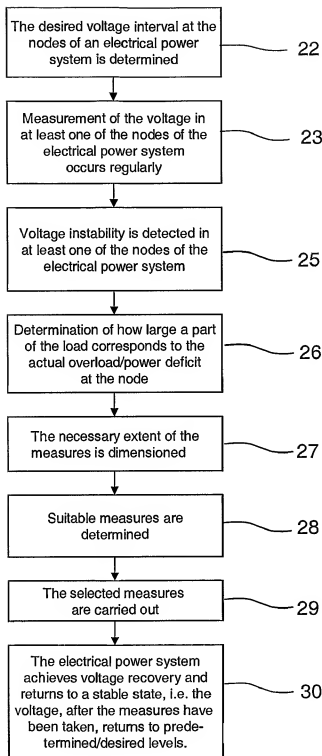 The desired voltage interval at the
nodes of an electrical power
system is determined
22
Measurement of the voltage in
at least one of the nodes of the
electrical power system
occurs regularly
23
Voltage instability is detected in
at least one of the nodes of the
electrical power system
25
Determination of how large a part
of the load corresponds to the
actual overload/power deficit
at the node
26
The necessary extent of the
measures is dimensioned
27
Suitable measures are
determined
28
The selected measures
are carried out
29
The electrical power system
achieves voltage recovery and
returns to a stable state, i.e. the
voltage, after the measures have
been taken, returns to prede-
termined/desired levels.
30